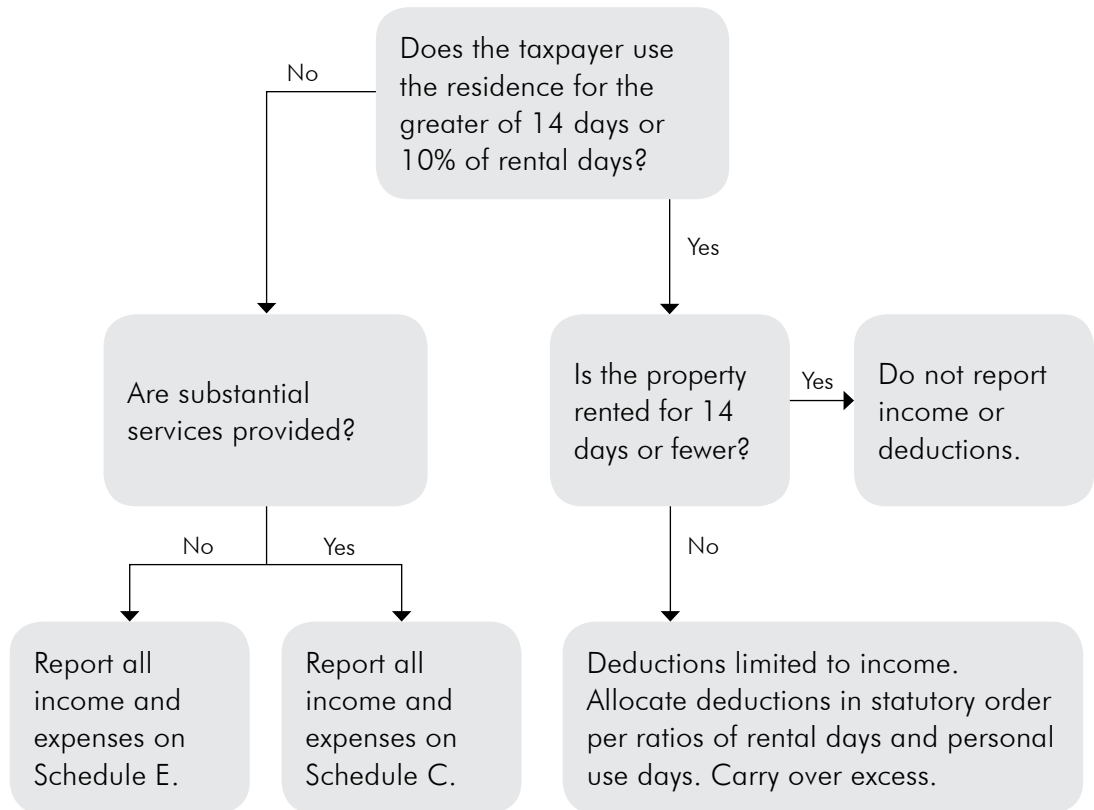 Does the taxpayer use
the residence for the
greater of 14 days or
10% of rental days?
No
Yes
Are substantial
services provided?
Is the property
rented for 14
days or fewer?
Yes
Do not report
income or
deductions.
No
Yes
No
Report all
income and
expenses on
Schedule E.
Report all
income and
expenses on
Schedule C.
Deductions limited to income.
Allocate deductions in statutory order
per ratios of rental days and personal
use days. Carry over excess.